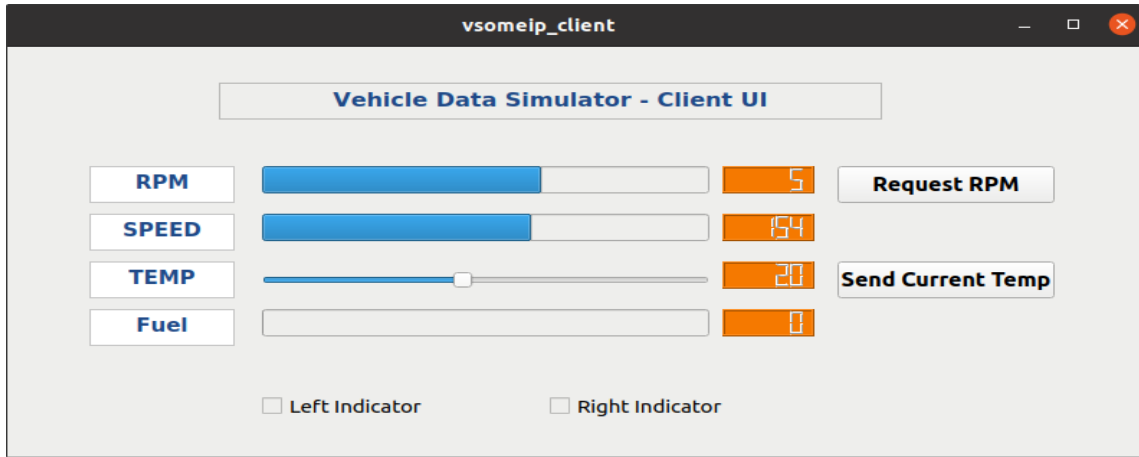 vsomeip_client
Vehicle Data Simulator - Client UI
RPM 5 Request RPM
SPEED 154
TEMP 20 Send Current Temp
Fuel 0
Left Indicator Right Indicator